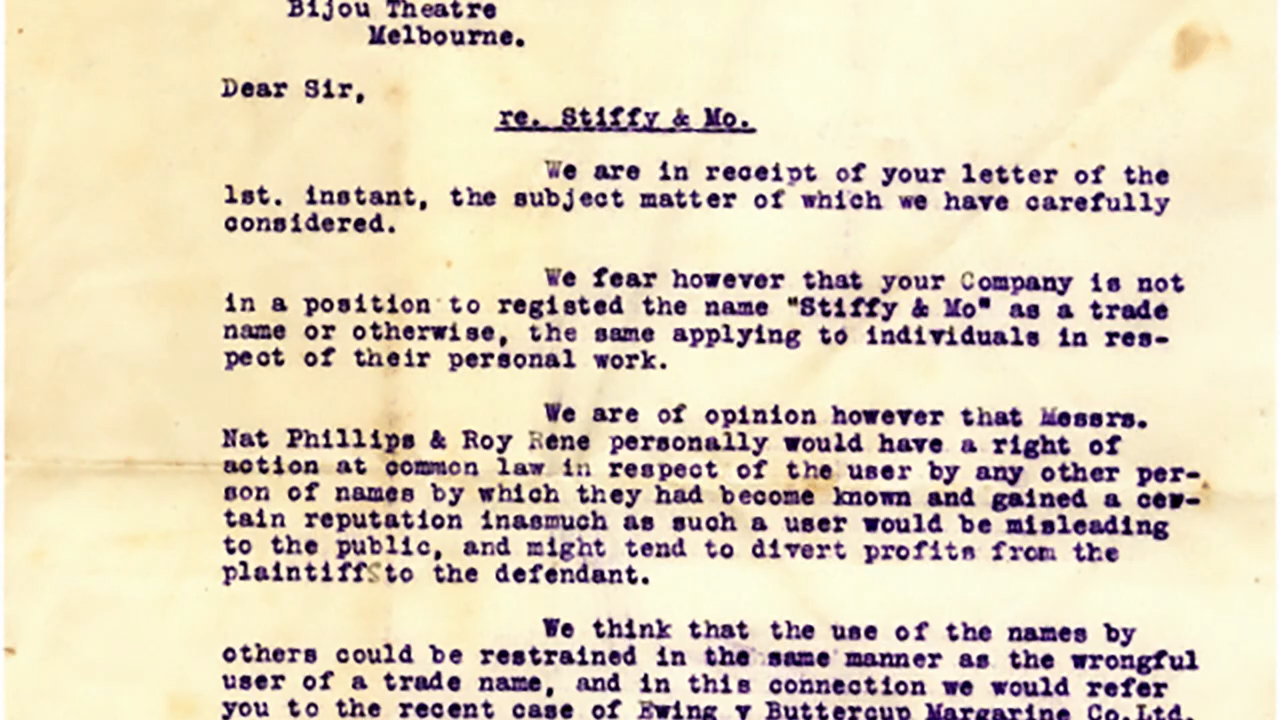 Bijou Theatre
Melbourne.
Dear Sir,
re. Stiffy & Mo.
We are in receipt of your letter of the
1st. instant, the subject matter of which we have carefully
considered.
We fear however that your Company is not
in a position to registed the name "Stiffy & Mo" as a trade
name or otherwise, the same applying to individuals in res-
pect of their personal work.
We are of opinion however that Messrs.
Nat Phillips & Roy Rene personally would have a right of
action at common law in respect of the user by any other per-
son of names by which they had become known and gained a cer-
tain reputation inasmuch as such a user would be misleading
to the public, and might tend to divert profits from the
plaintiffS to the defendant.
We think that the use of the names by
others could be restrained in the same manner as the wrongful
user of a trade name, and in this connection we would refer
you to the recent case of Ewing v Buttercup Margarine Co.Ltd.